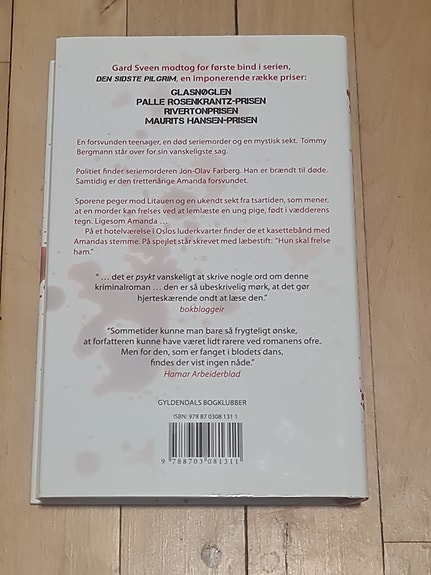 Gard Sveen modtog for første bind i serien,
DEN SIDSTE PILGRIM, en imponerende række priser:
GLASNØGLEN
PALLE ROSENKRANTZ-PRISEN
RIVERTONPRISEN
MAURITS HANSEN-PRISEN
En forsvunden teenager, en død seriemorder og en mystisk sekt. Tommy
Bergmann står over for sin vanskeligste sag.
Politiet finder seriemorderen Jon-Olav Farberg. Han er brændt til døde.
Samtidig er den trettenårige Amanda forsvundet.
Sporene peger mod Litauen og en ukendt sekt fra tsartiden, som mener,
at en morder kan frelses ved at lemlæste en ung pige, født i vædderens
tegn. Ligesom Amanda ...
På et hotelværelse i Oslos luderkvarter finder de et kasettebånd med
Amandas stemme. På spejlet står skrevet med læbestift: "Hun skal frelse
ham."
" ... det er psykt vanskeligt at skrive nogle ord om denne
kriminalroman ... den er så ubeskrivelig mørk, at det gør
hjerteskærende ondt at læse den."
bokbloggeir
"Sommetider kunne man bare så frygteligt ønske,
at forfatteren kunne have været lidt rarere ved romanens ofre.
Men for den, som er fanget i blodets dans,
findes der vist ingen nåde."
Hamar Arbeiderblad
GYLDENDALS BOGKLUBBER
ISBN: 978 87 0308 131 1
9 788703 081311